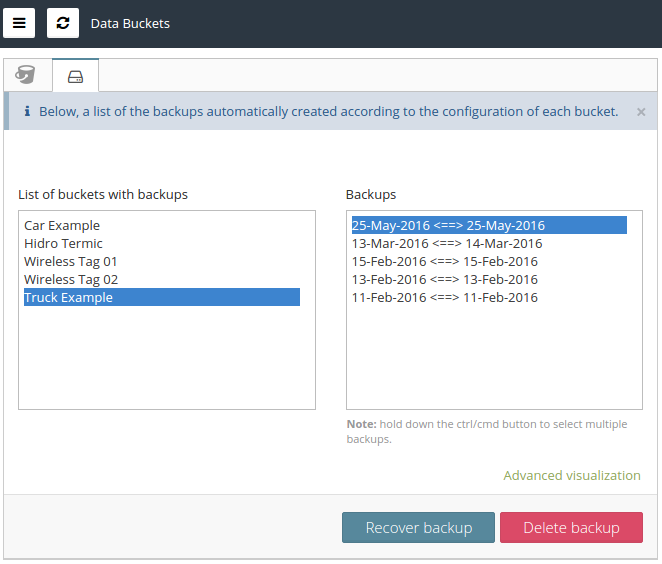 Data Buckets
Below, a list of the backups automatically created according to the configuration of each bucket. ×
List of buckets with backups
Car Example
Hidro Termic
Wireless Tag 01
Wireless Tag 02
Truck Example
Backups
25-May-2016 <==> 25-May-2016
13-Mar-2016 <==> 14-Mar-2016
15-Feb-2016 <==> 15-Feb-2016
13-Feb-2016 <==> 13-Feb-2016
11-Feb-2016 <==> 11-Feb-2016
Note: hold down the ctrl/cmd button to select multiple
backups.
Advanced visualization
Recover backup
Delete backup